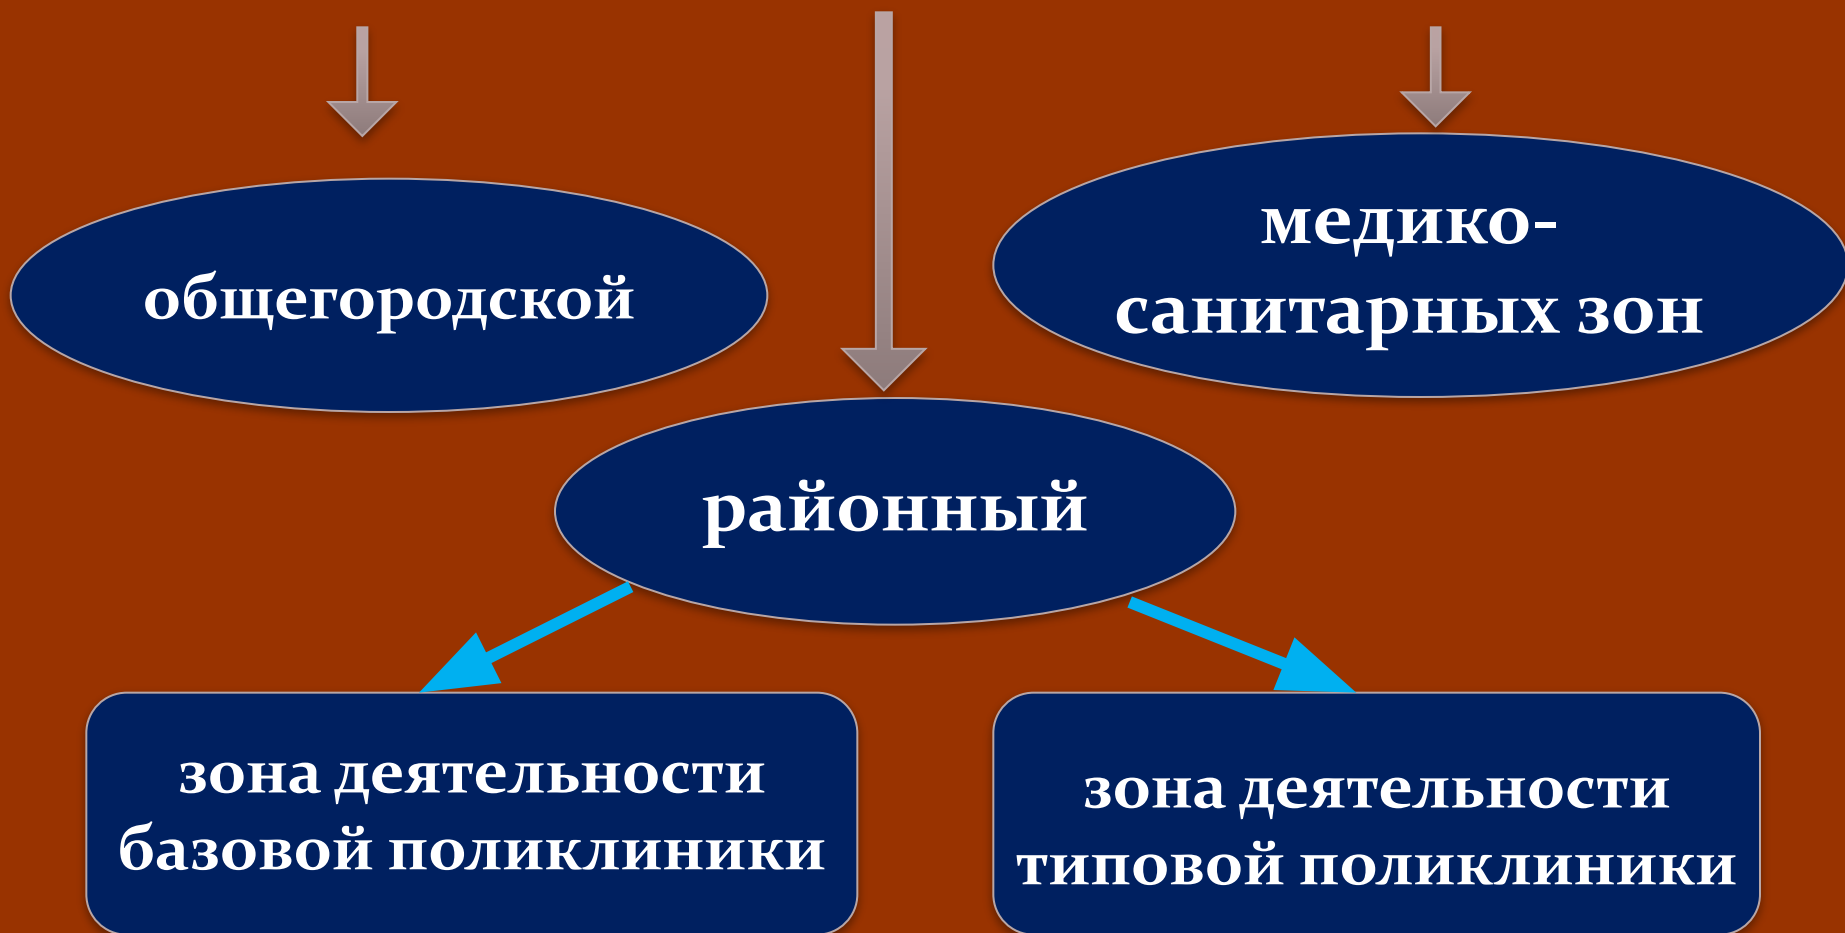 общегородской
медико-
санитарных зон
районный
зона деятельности
базовой поликлиники
зона деятельности
типовой поликлиники